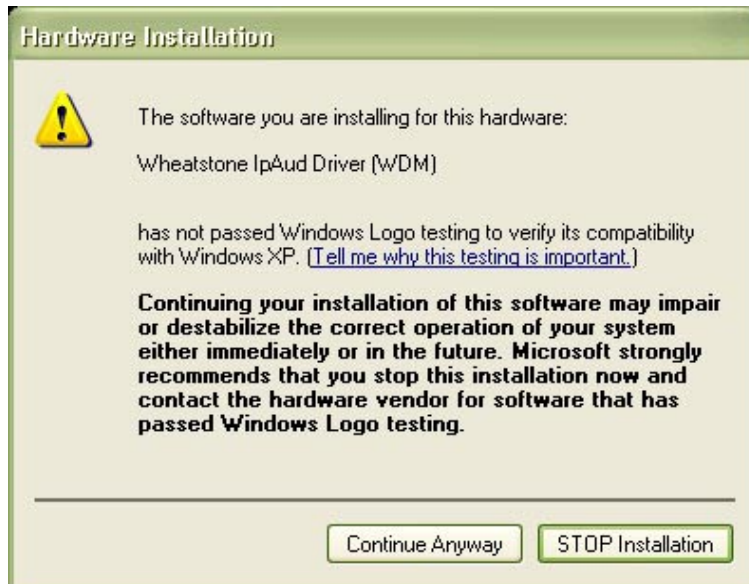 Hardware Installation
The software you are installing for this hardware:
Wheatstone IpAud Driver (WDM)
has not passed Windows Logo testing to verify its compatibility
with Windows XP. (Tell me why this testing is important.)
Continuing your installation of this software may impair
or destabilize the correct operation of your system
either immediately or in the future. Microsoft strongly
recommends that you stop this installation now and
contact the hardware vendor for software that has
passed Windows Logo testing.
Continue Anyway
STOP Installation